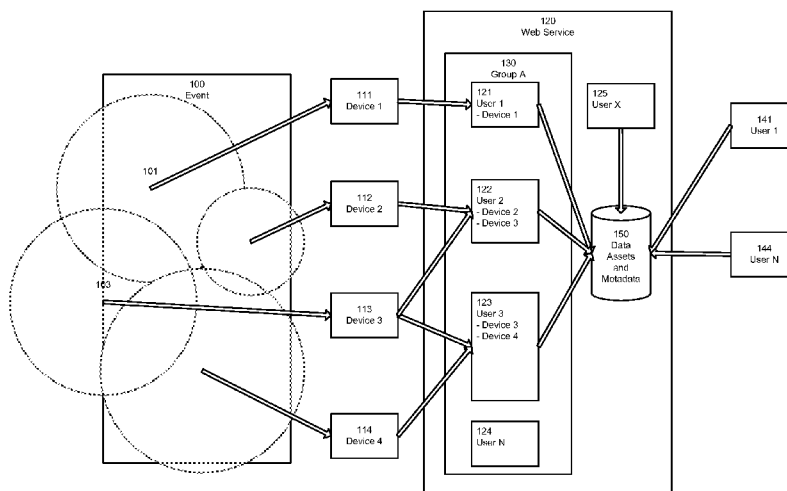 120
Web Service
130
Group A
100
Event
111
Device 1
121
User 1
- Device 1
125
User X
141
User 1
101
112
Device 2
122
User 2
- Device 2
- Device 3
150
Data
Assets
and
Metadata
144
User N
103
113
Device 3
123
User 3
- Device 3
- Device 4
114
Device 4
124
User N